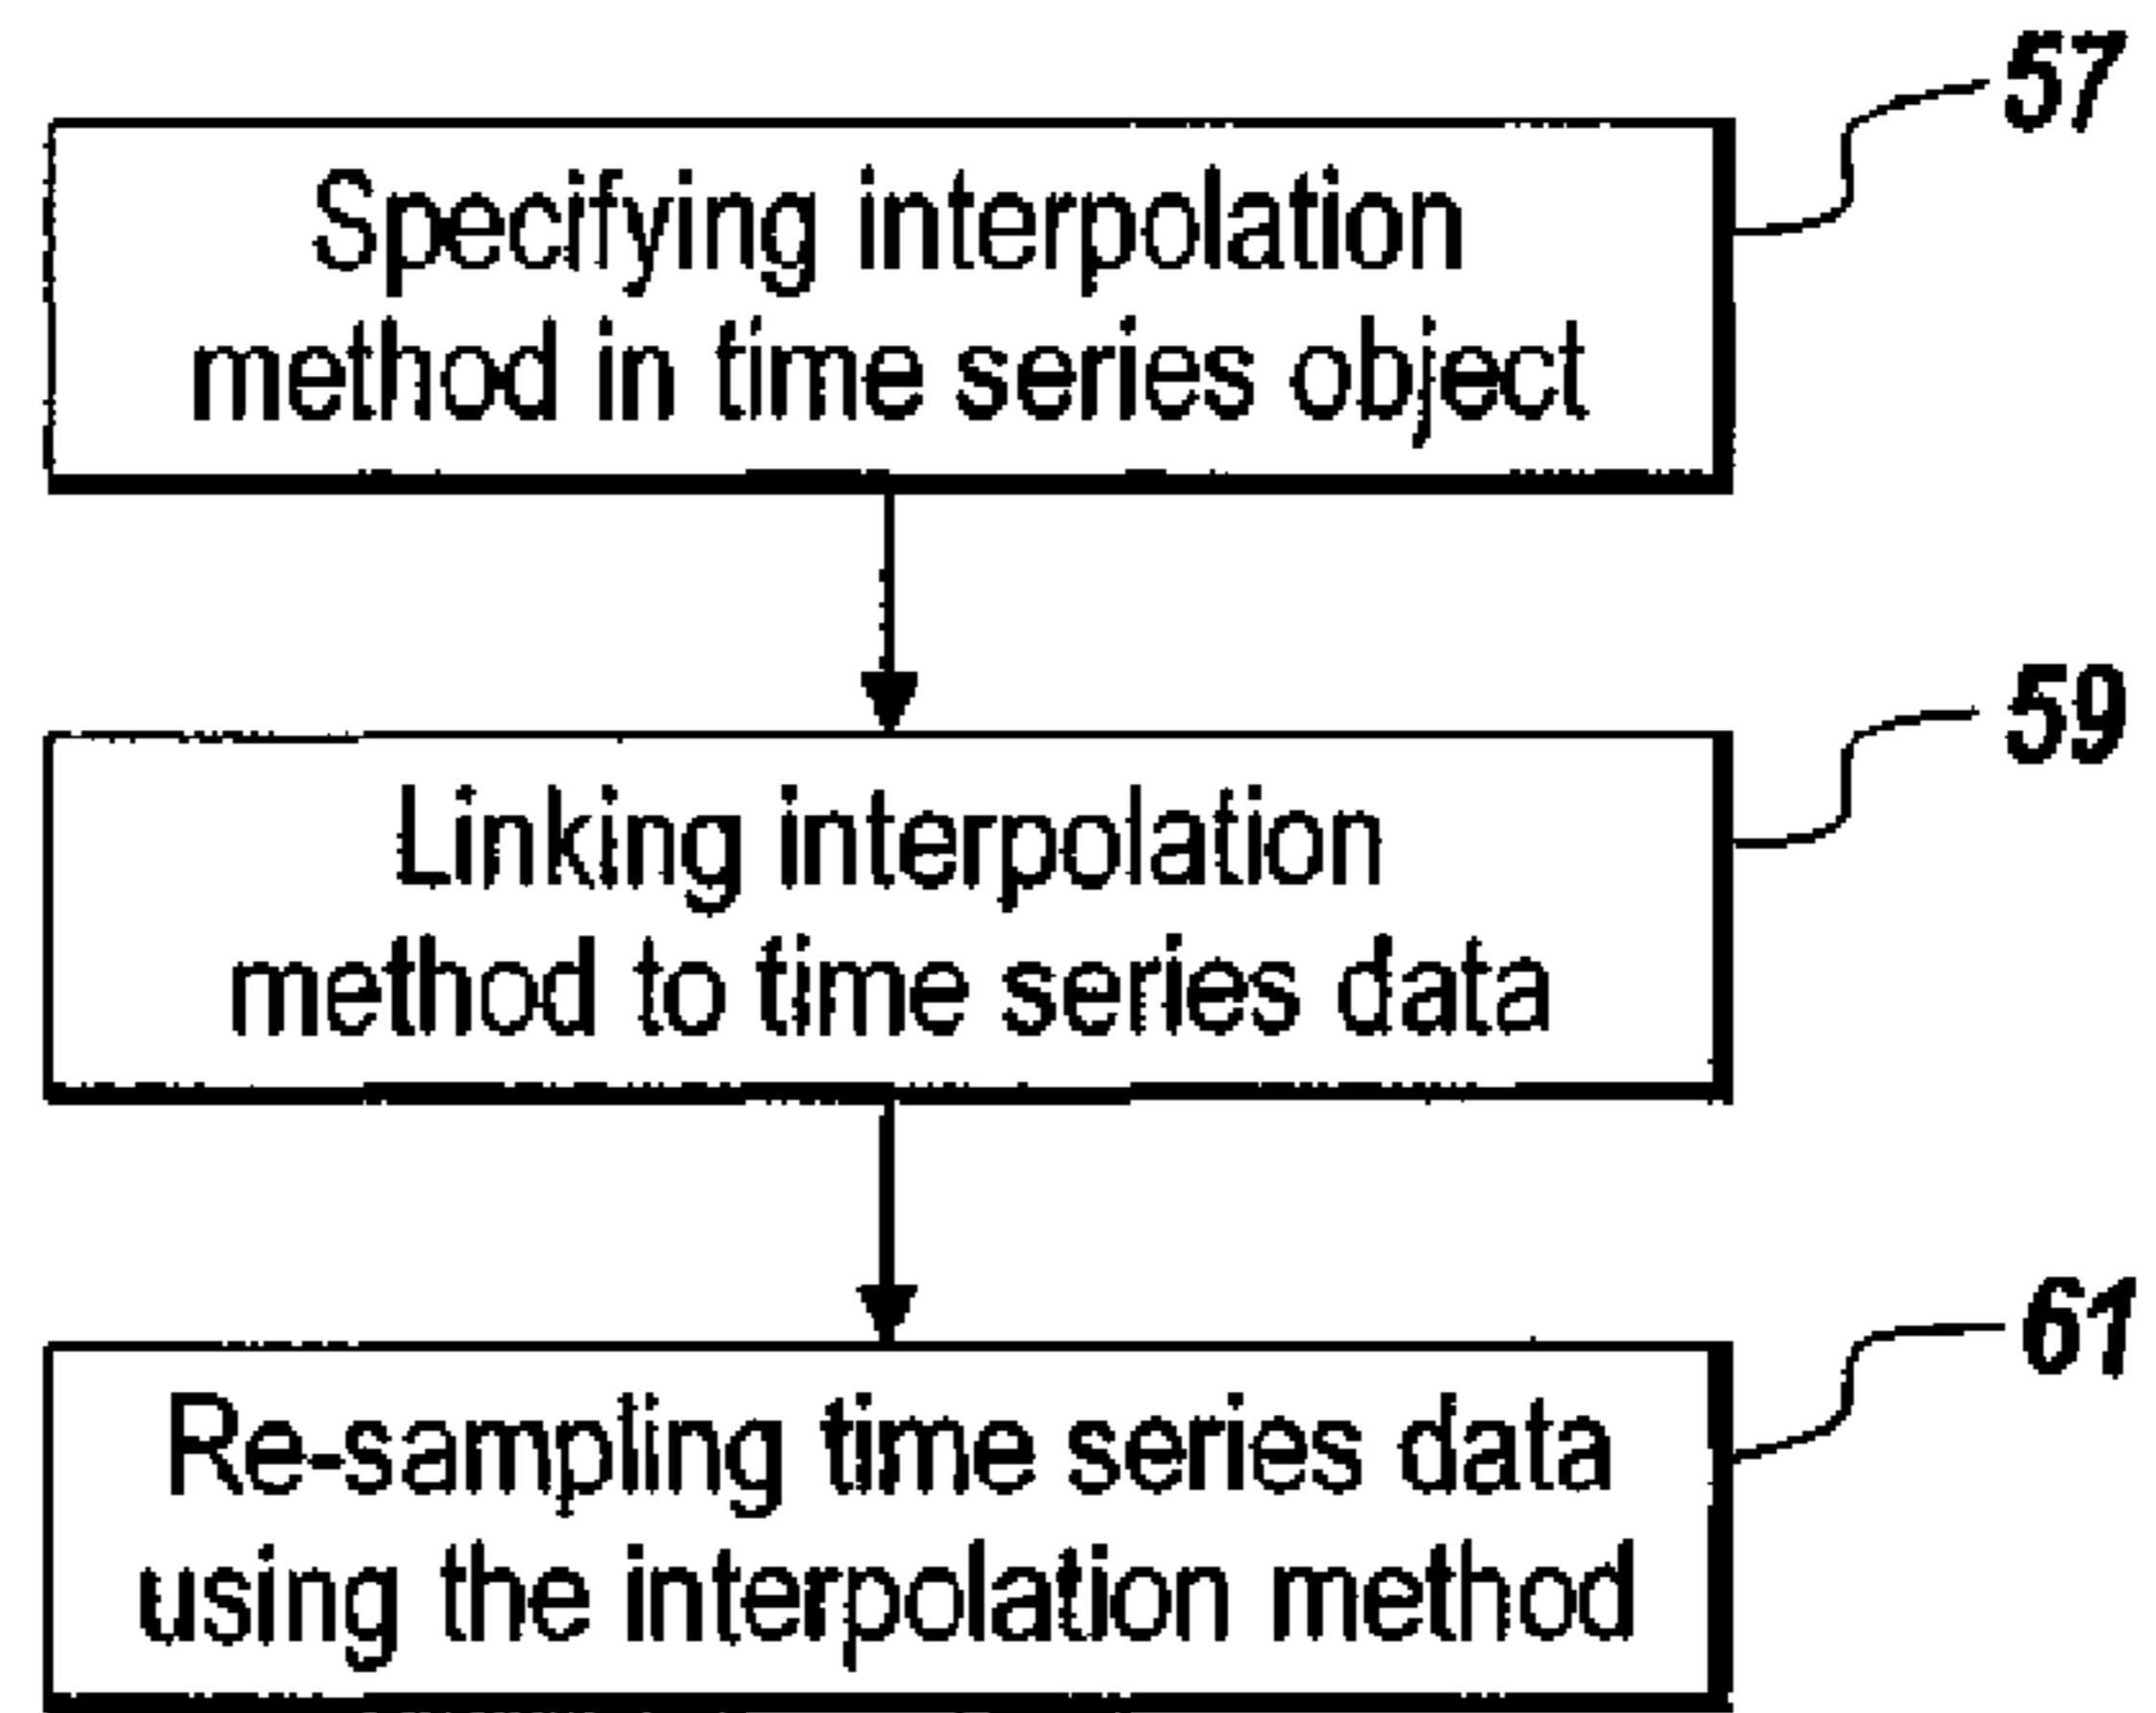 57
Specifying interpolation
method in time series object
59
Linking interpolation
method to time series data
61
Re-sampling time series data
using the interpolation method